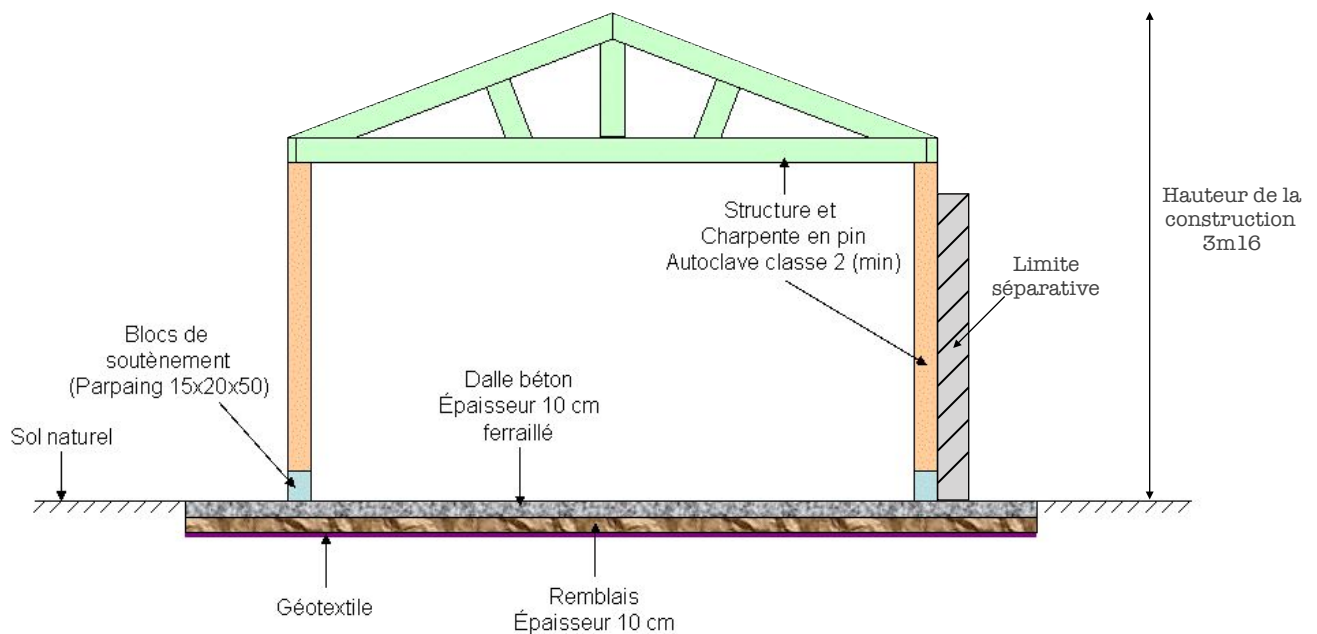 Hauteur de la
construction
3m16
Structure et
Charpente en pin
Autoclave classe 2 (min)
Limite
séparative
Blocs de
soutènement
(Parpaing 15x20x50)
Dalle béton
Épaisseur 10 cm
ferraillé
Sol naturel
Géotextile
Remblais
Épaisseur 10 cm